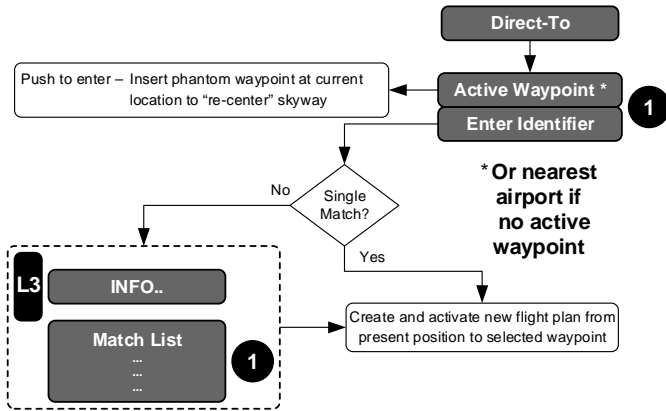 Direct-To
Push to enter – Insert phantom waypoint at current
location to “re-center” skyway
Active Waypoint *
Enter Identifier
1
* Or nearest
airport if
no active
waypoint
No
Single
Match?
Yes
L3
INFO..
Match List
...
...
...
1
Create and activate new flight plan from
present position to selected waypoint